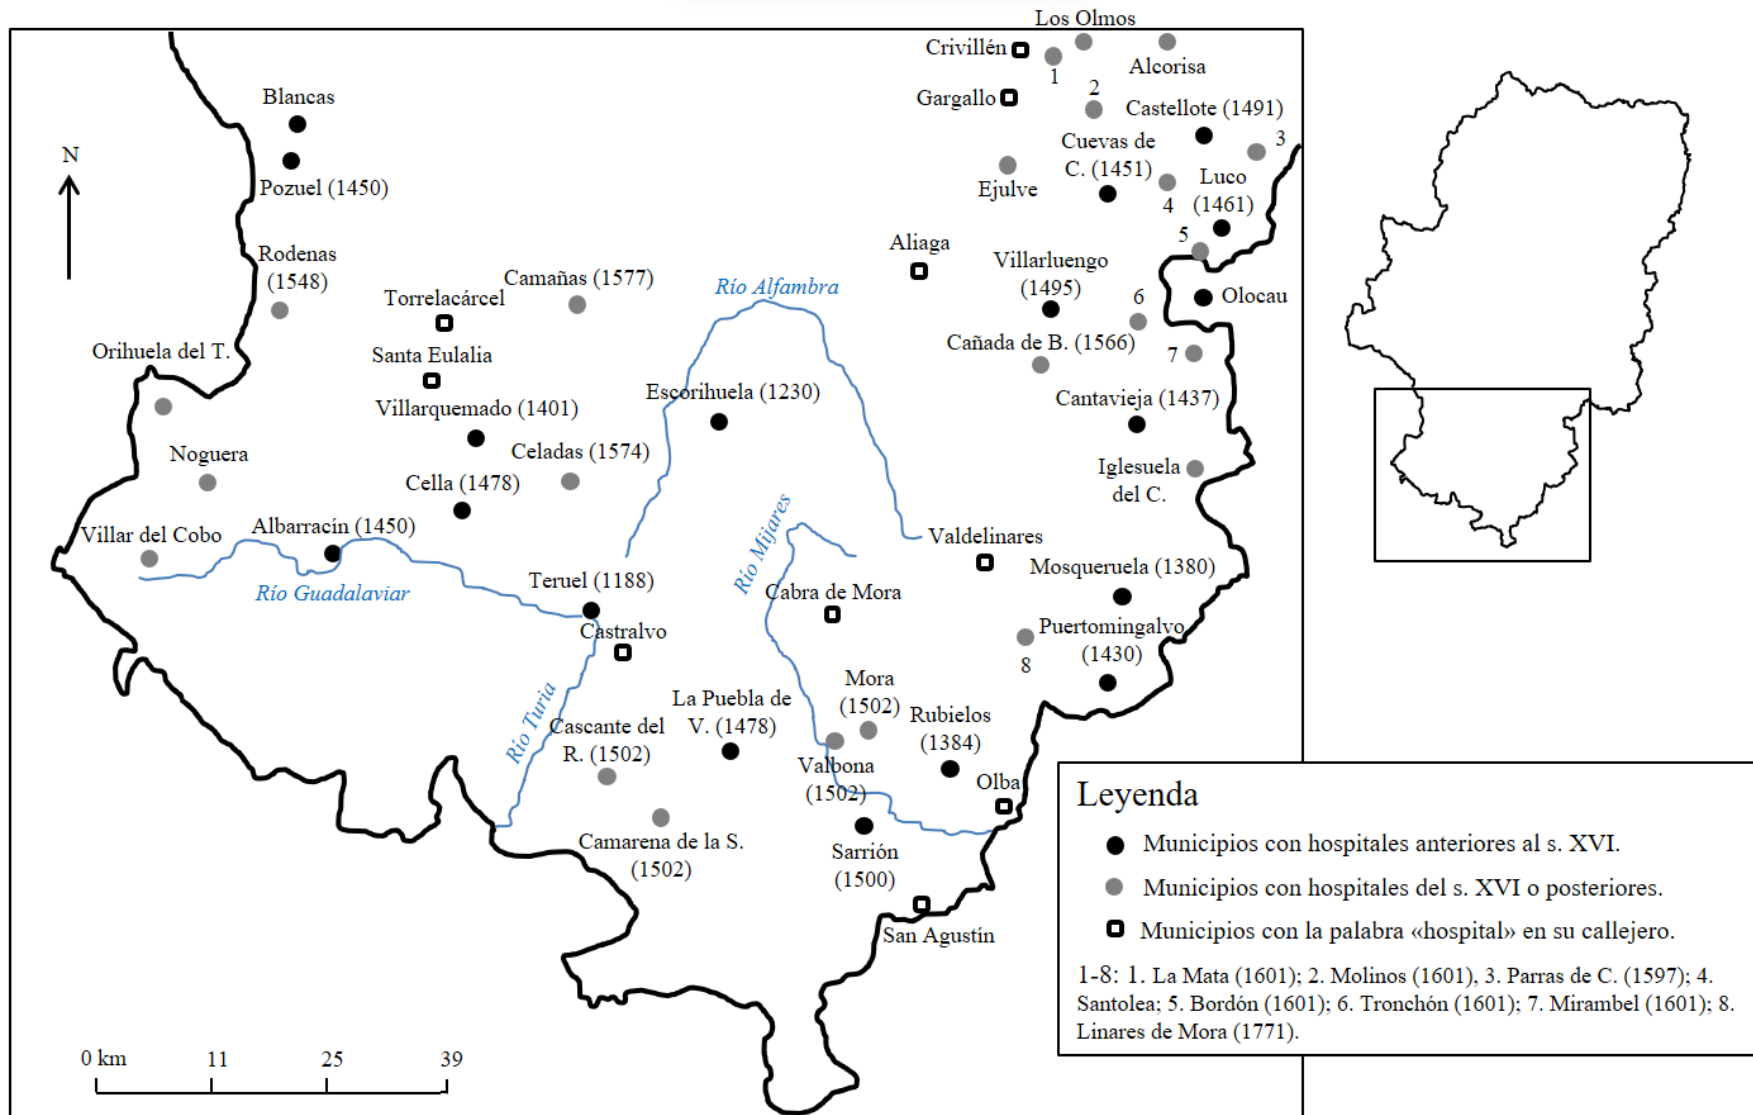 Los Olmos
Crivillén
1
Alcorisa
Gargallo
2
Blancas
Castellote (1491)
3
N
Cuevas de
C. (1451)
Pozuel (1450)
Ejulve
4
Luco
(1461)
5
Aliaga
Rodenas
(1548)
Camañas (1577)
Villarluengo
(1495)
Río Alfambra
Torrelacárcel
6
Olocau
Orihuela del T.
Santa Eulalia
Cañada de B. (1566)
7
Escorihuela (1230)
Villarquemado (1401)
Cantavieja (1437)
Noguera
Celadas (1574)
Iglesuela
del C.
Cella (1478)
Río Mijares
Villar del Cobo
Albarracín (1450)
Valdelinares
Río Guadalaviar
Teruel (1188)
Mosqueruela (1380)
Cabra de Mora
Castralvo
Puertomingalvo
(1430)
8
Río Turia
Mora
(1502)
La Puebla de
V. (1478)
Rubielos
(1384)
Cascante del
R. (1502)
Valbona
(1502)
Olba
Camarena de la S.
(1502)
Sarrión
(1500)
San Agustín
Leyenda
Municipios con hospitales anteriores al s. XVI.
Municipios con hospitales del s. XVI o posteriores.
Municipios con la palabra «hospital» en su callejero.
1-8: 1. La Mata (1601); 2. Molinos (1601), 3. Parras de C. (1597); 4.
Santolea; 5. Bordón (1601); 6. Tronchón (1601); 7. Mirambel (1601); 8.
Linares de Mora (1771).
0 km 11 25 39